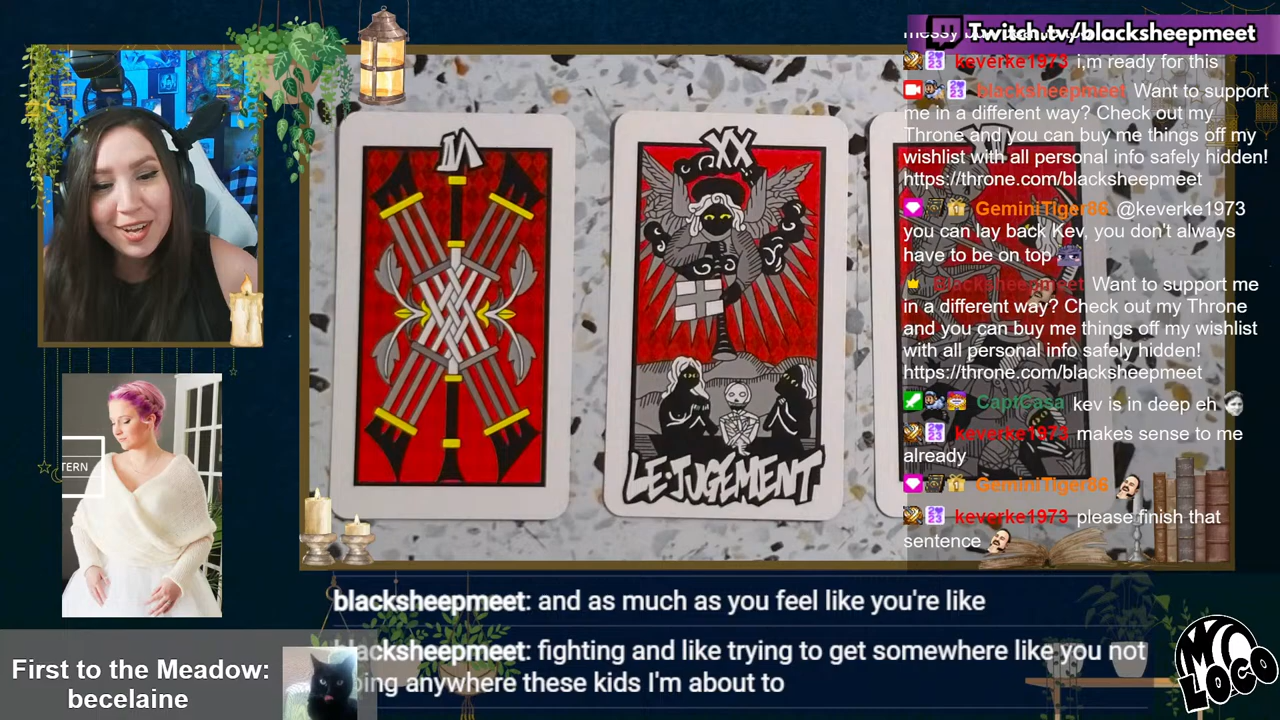 Twitch.tv/blacksheepmeet
keverke1973 i,m ready for this
blacksheepmeet Want to support
me in a different way? Check out my
Throne and you can buy me things off my
wishlist with all personal info safely hidden!
https://throne.com/blacksheepmeet
GeminiTiger86 @keverke1973
you can lay back Kev, you don't always
have to be on top
blacksheepmeet Want to support me
in a different way? Check out my Throne
and you can buy me things off my wishlist
with all personal info safely hidden!
https://throne.com/blacksheepmeet
CaptCasa kev is in deep eh
keverke1973 makes sense to me
already
GeminiTiger86
keverke1973 please finish that
sentence
VI
XX
LE·JUGEMENT
TERN
blacksheepmeet: and as much as you feel like you're like
blacksheepmeet: fighting and like trying to get somewhere like you not
anywhere these kids I'm about to
First to the Meadow:
becelaine
MC
LOCO